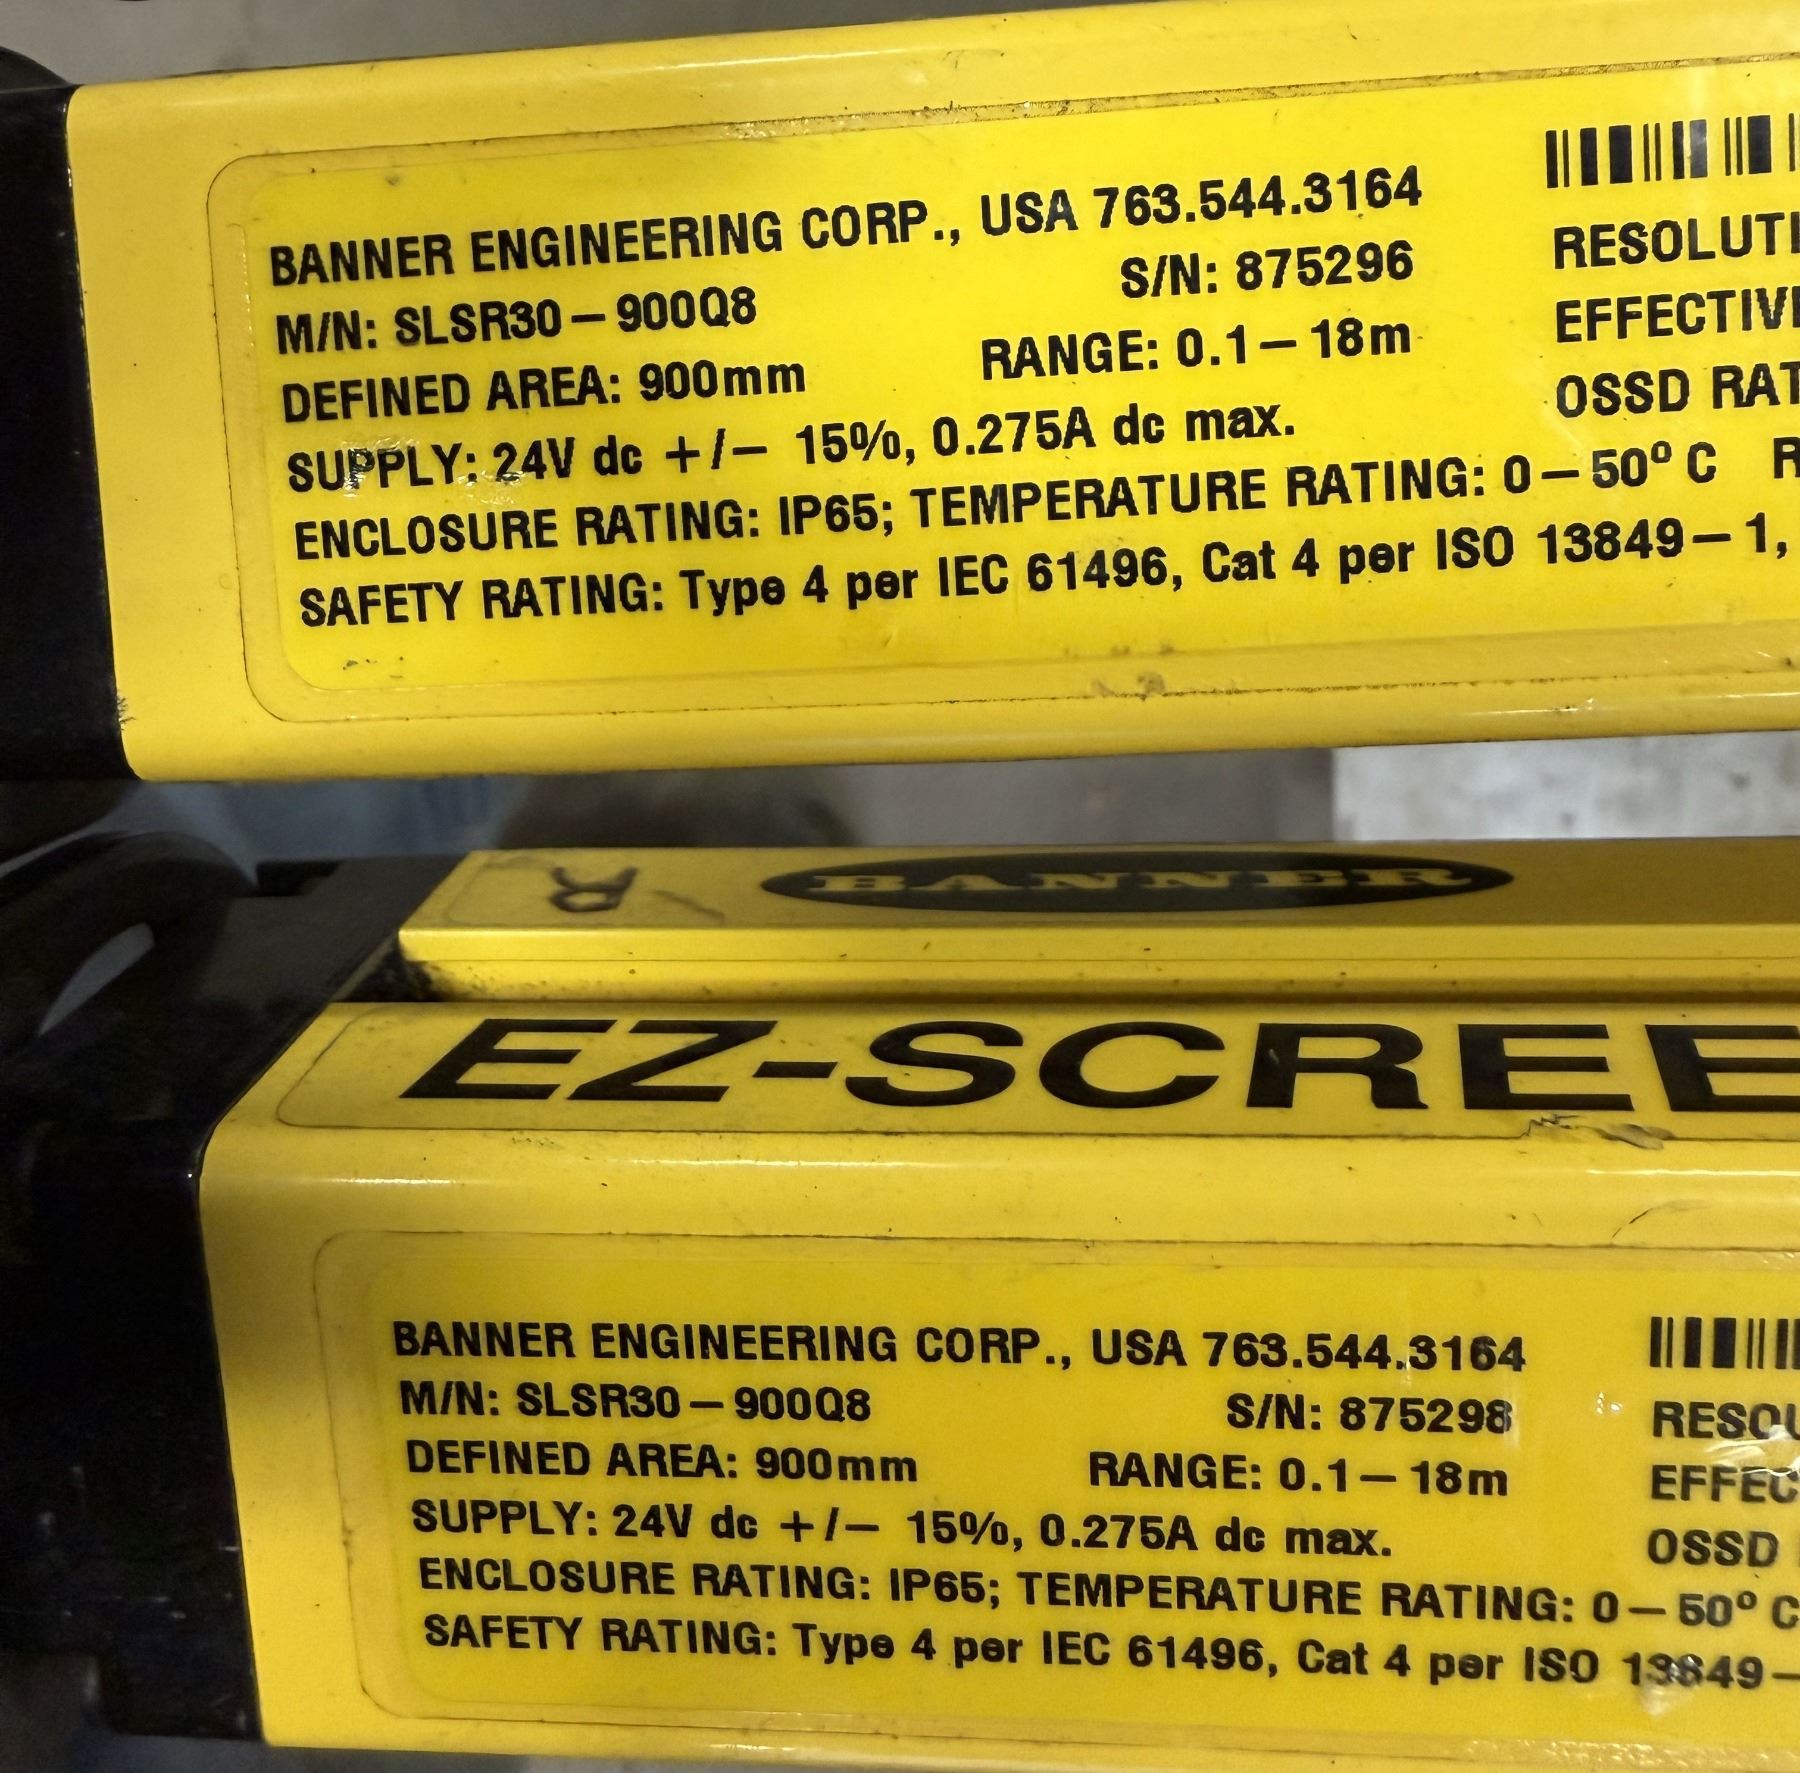 BANNER ENGINEERING CORP., USA 763.544.3164
M/N: SLSR30-900Q8 S/N: 875296
DEFINED AREA: 900mm RANGE: 0.1-18m
SUPPLY: 24V dc +/- 15%, 0.275A dc max.
ENCLOSURE RATING: IP65; TEMPERATURE RATING: 0-50° C R
SAFETY RATING: Type 4 per IEC 61496, Cat 4 per ISO 13849-1,
RESOLUTI
EFFECTIV
OSSD RAT
BANNER
EZ-SCREE
BANNER ENGINEERING CORP., USA 763.544.3164
M/N: SLSR30-900Q8 S/N: 875298
DEFINED AREA: 900mm RANGE: 0.1-18m
SUPPLY: 24V dc +/- 15%, 0.275A dc max.
ENCLOSURE RATING: IP65; TEMPERATURE RATING: 0-50° C
SAFETY RATING: Type 4 per IEC 61496, Cat 4 per ISO 13849-
RESOL
EFFEC
OSSD